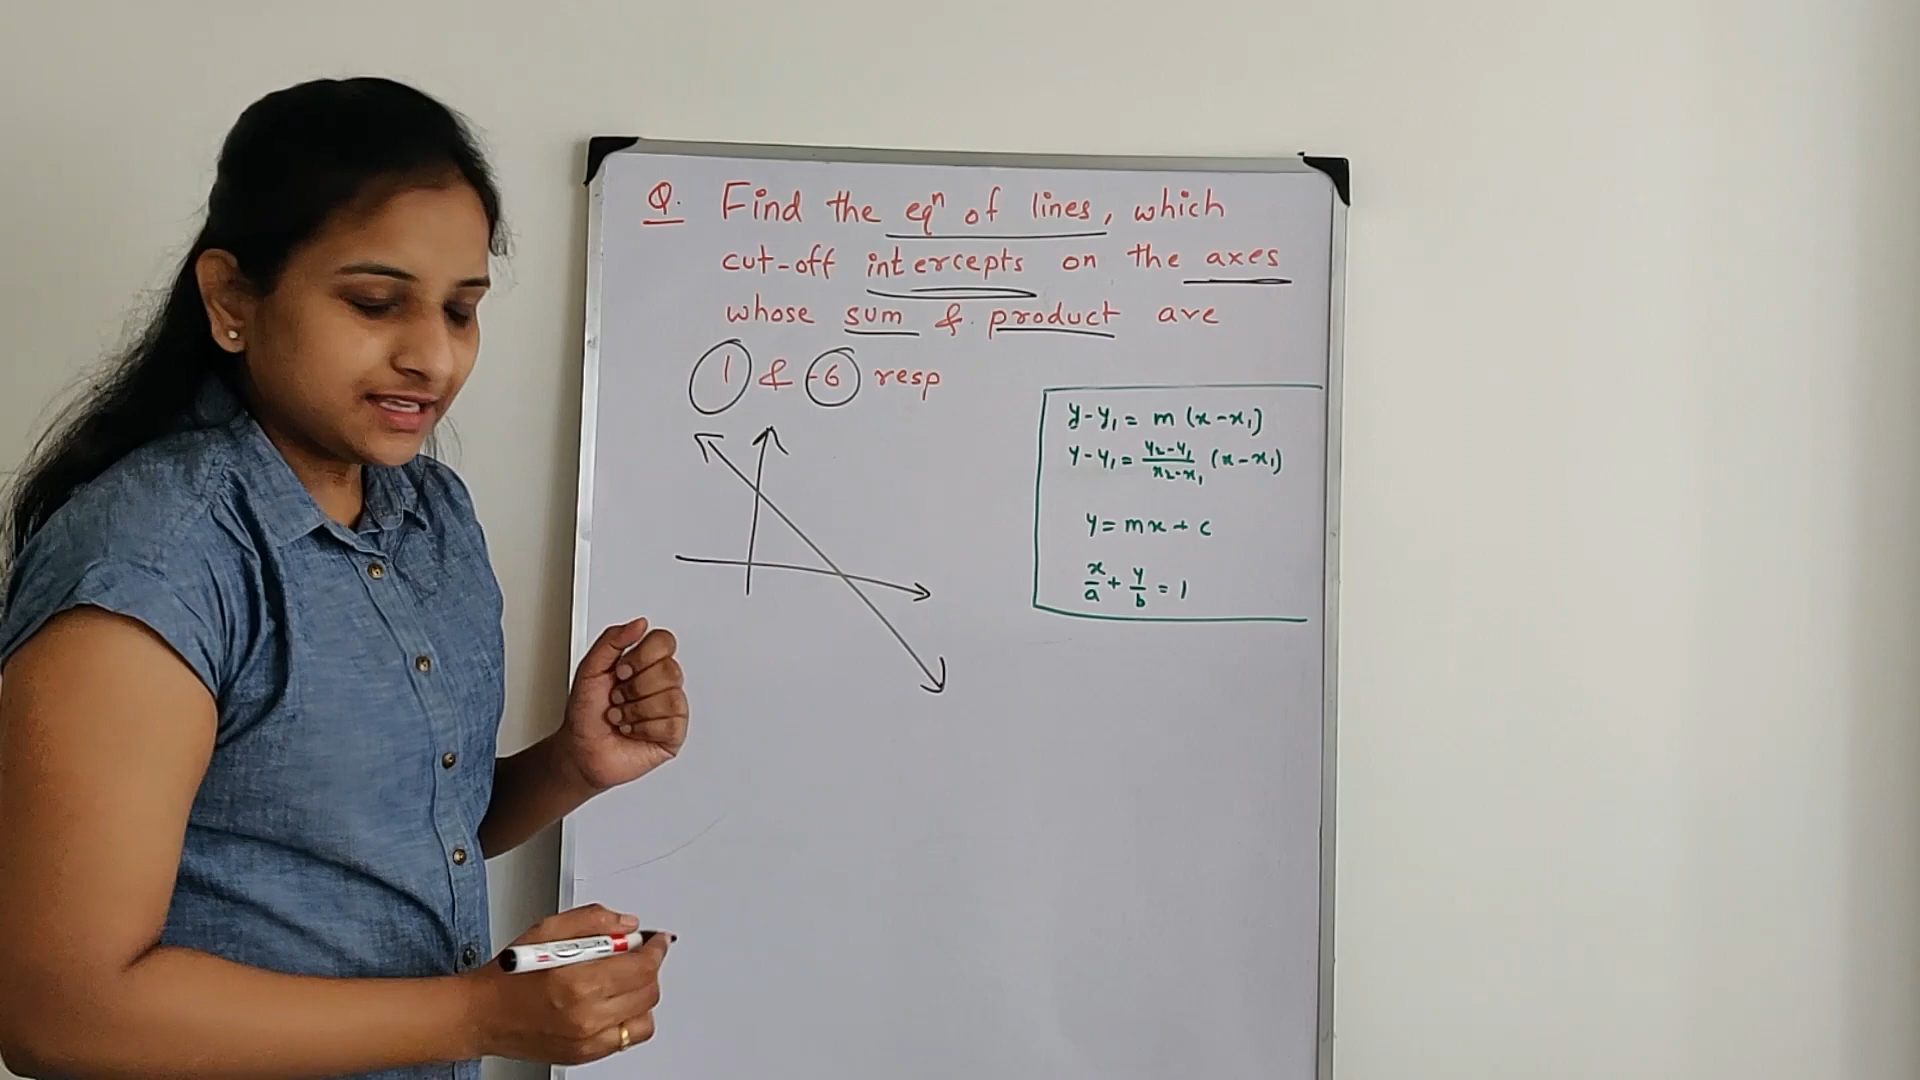 Q. Find the eqⁿ of lines, which
cut-off intercepts on the axes
whose sum & product are
1 & -6 resp
y-y₁ = m (x-x₁)
y-y₁ = y₂-y₁/x₂-x₁ (x-x₁)
y = mx + c
x/a + y/b = 1